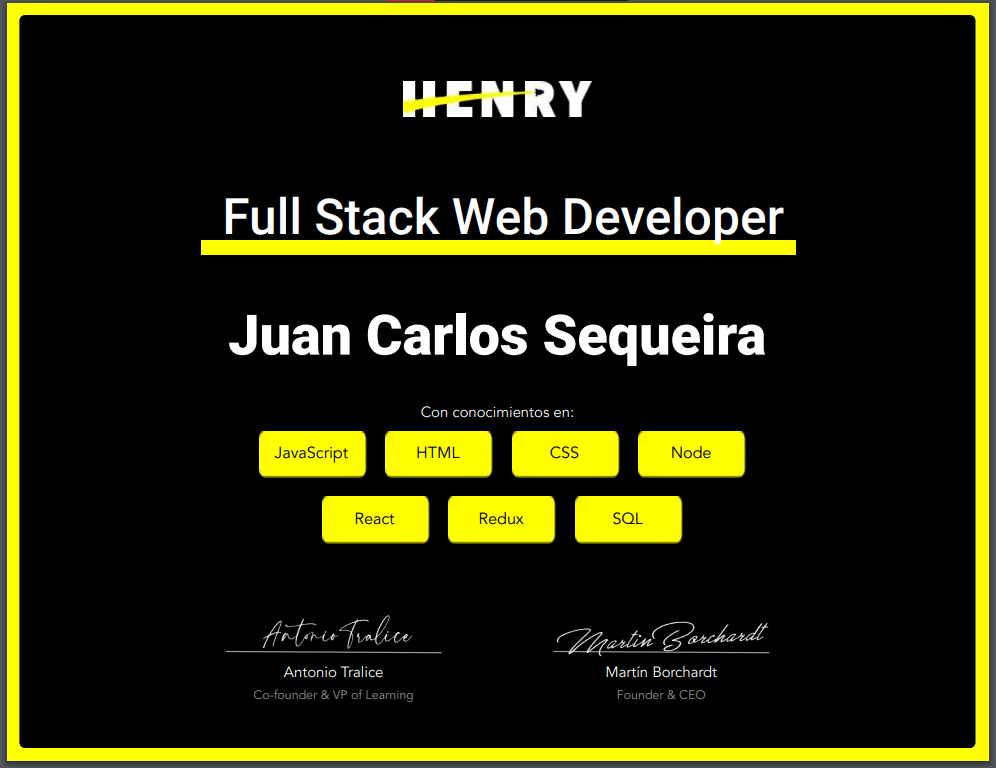 HENRY
Full Stack Web Developer
Juan Carlos Sequeira
Con conocimientos en:
JavaScript HTML CSS Node
React Redux SQL
Antonio Tralice Martin Borchardt
Antonio Tralice Martín Borchardt
Co-founder & VP of Learning Founder & CEO